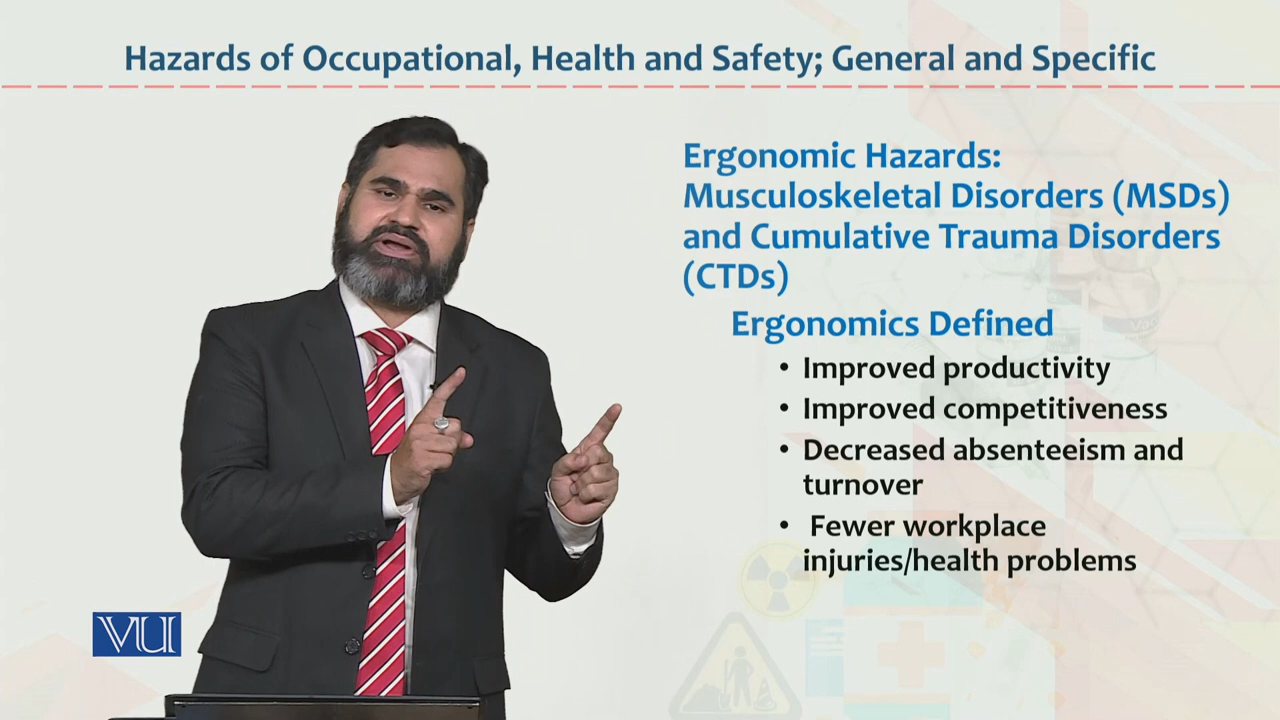 Hazards of Occupational, Health and Safety; General and Specific
Ergonomic Hazards:
Musculoskeletal Disorders (MSDs)
and Cumulative Trauma Disorders
(CTDs)
Ergonomics Defined
• Improved productivity
• Improved competitiveness
• Decreased absenteeism and
turnover
• Fewer workplace
injuries/health problems
VU